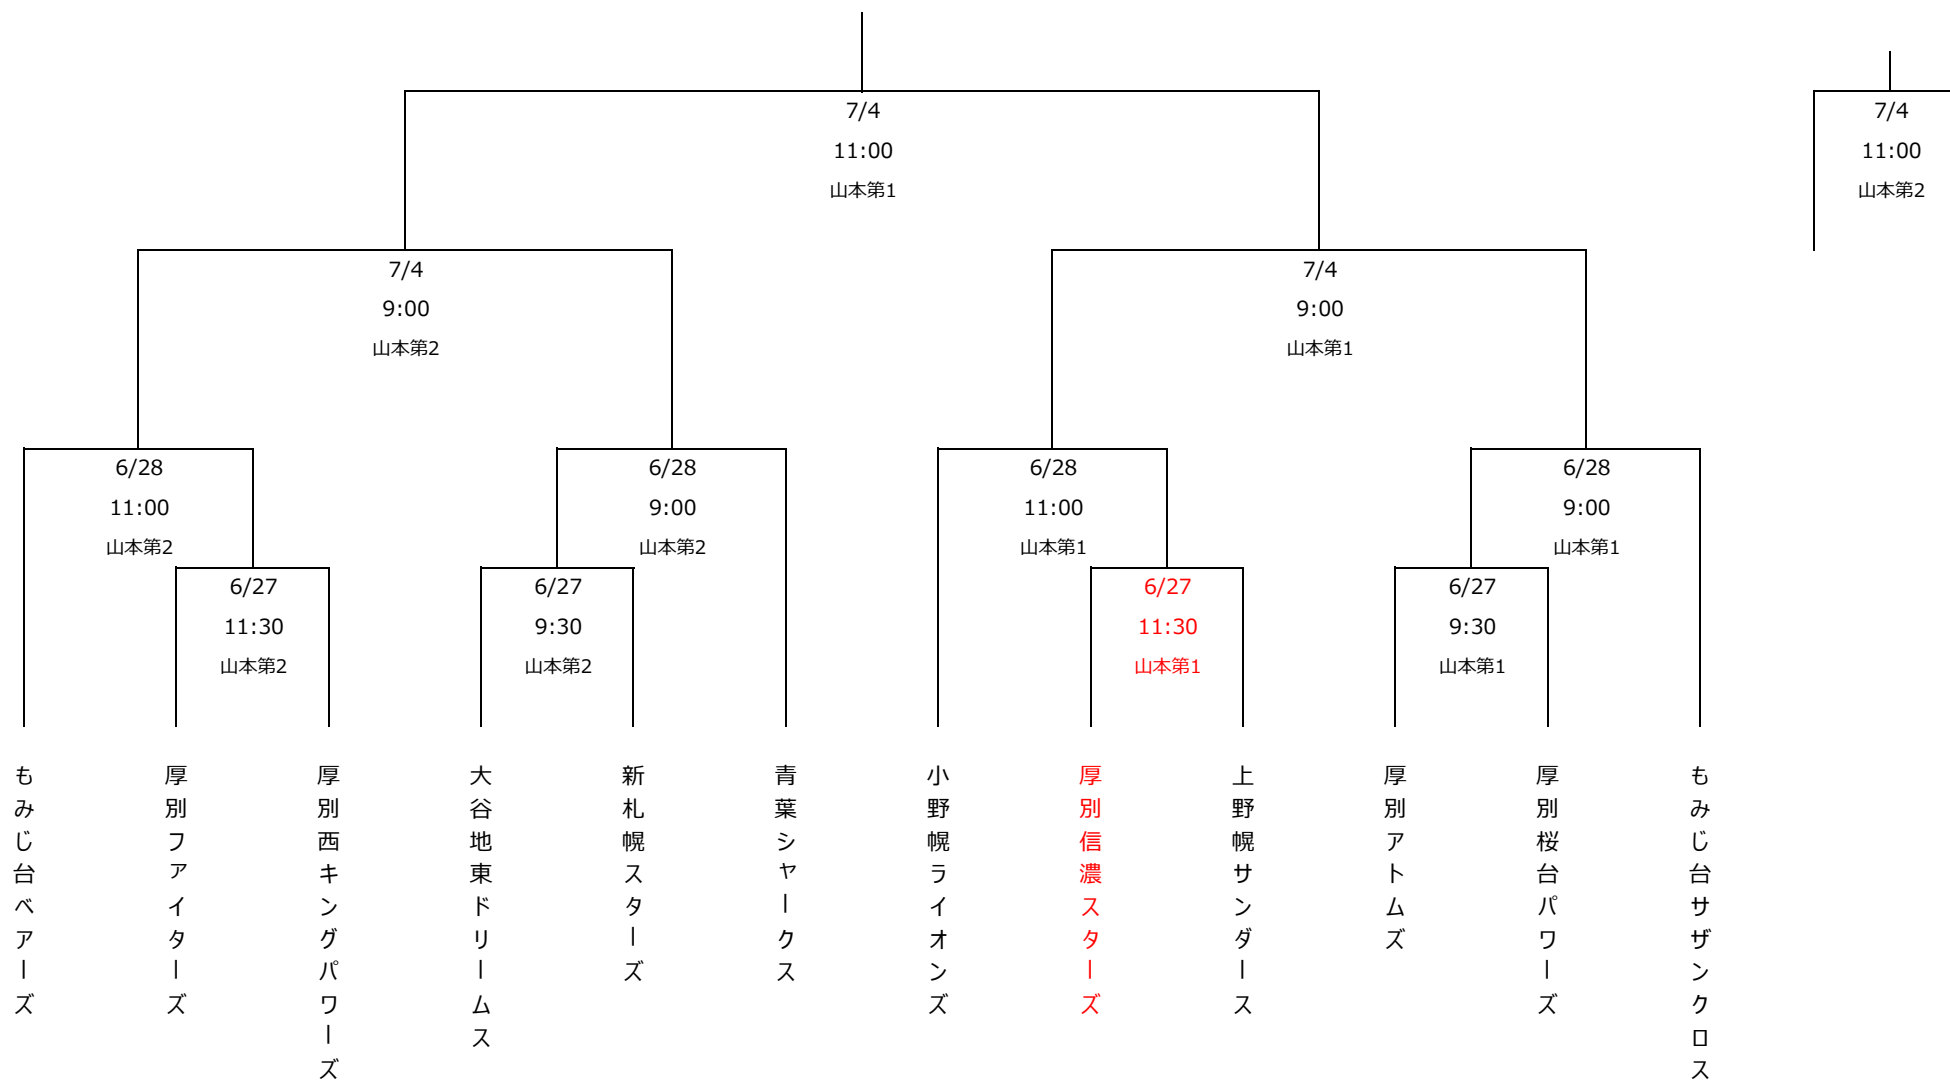 7/4
11:00
山本第1
7/4
11:00
山本第2
7/4
9:00
山本第2
7/4
9:00
山本第1
6/28
11:00
山本第2
6/28
9:00
山本第2
6/28
11:00
山本第1
6/28
9:00
山本第1
6/27
11:30
山本第2
6/27
9:30
山本第2
6/27
11:30
山本第1
6/27
9:30
山本第1
もみじ台ベアーズ
厚別ファイターズ
厚別西キングパワーズ
大谷地東ドリームス
新札幌スターズ
青葉シャークス
小野幌ライオンズ
厚別信濃スターズ
上野幌サンダース
厚別アトムズ
厚別桜台パワーズ
もみじ台サザンクロス